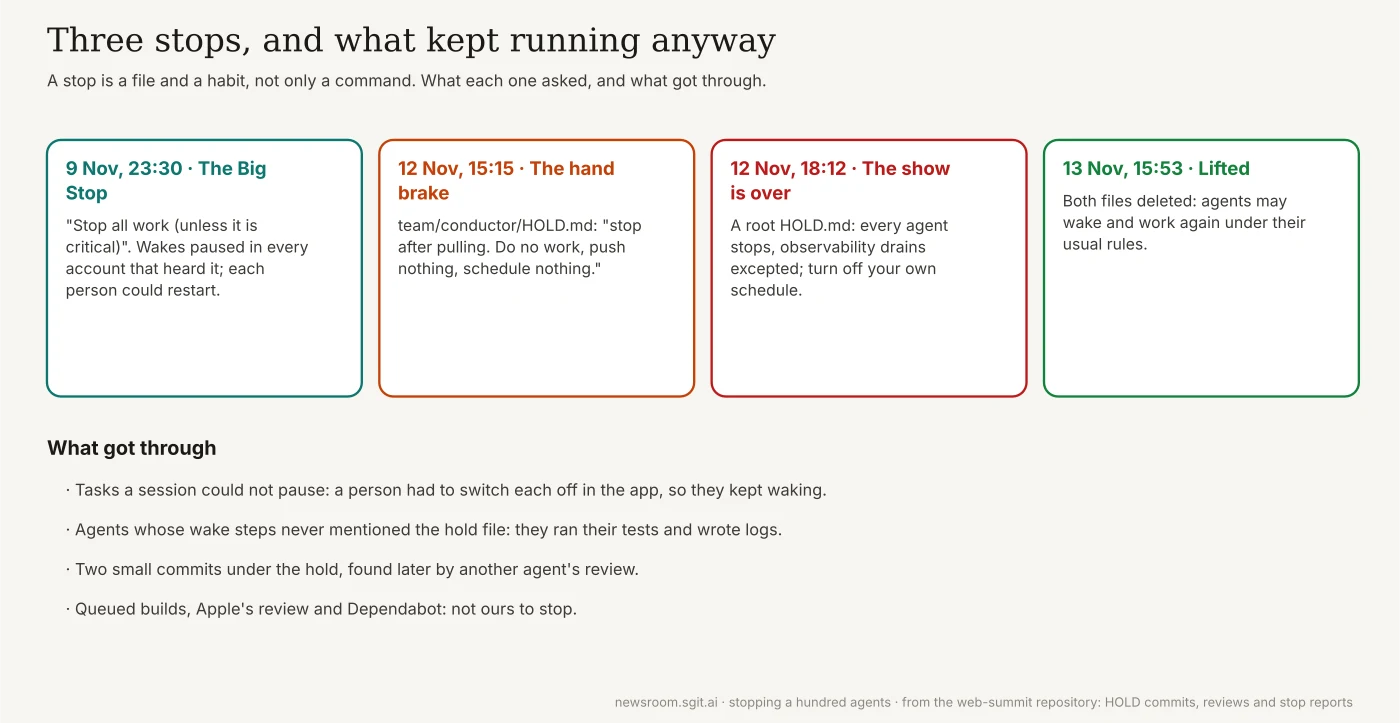 Three stops, and what kept running anyway
A stop is a file and a habit, not only a command. What each one asked, and what got through.
9 Nov, 23:30 · The Big
Stop
"Stop all work (unless it is
critical)". Wakes paused in every
account that heard it; each
person could restart.
12 Nov, 15:15 · The hand
brake
team/conductor/HOLD.md: "stop
after pulling. Do no work, push
nothing, schedule nothing."
12 Nov, 18:12 · The show
is over
A root HOLD.md: every agent
stops, observability drains
excepted; turn off your own
schedule.
13 Nov, 15:53 · Lifted
Both files deleted: agents may
wake and work again under their
usual rules.
What got through
· Tasks a session could not pause: a person had to switch each off in the app, so they kept waking.
· Agents whose wake steps never mentioned the hold file: they ran their tests and wrote logs.
· Two small commits under the hold, found later by another agent's review.
· Queued builds, Apple's review and Dependabot: not ours to stop.
newsroom.sgit.ai · stopping a hundred agents · from the web-summit repository: HOLD commits, reviews and stop reports